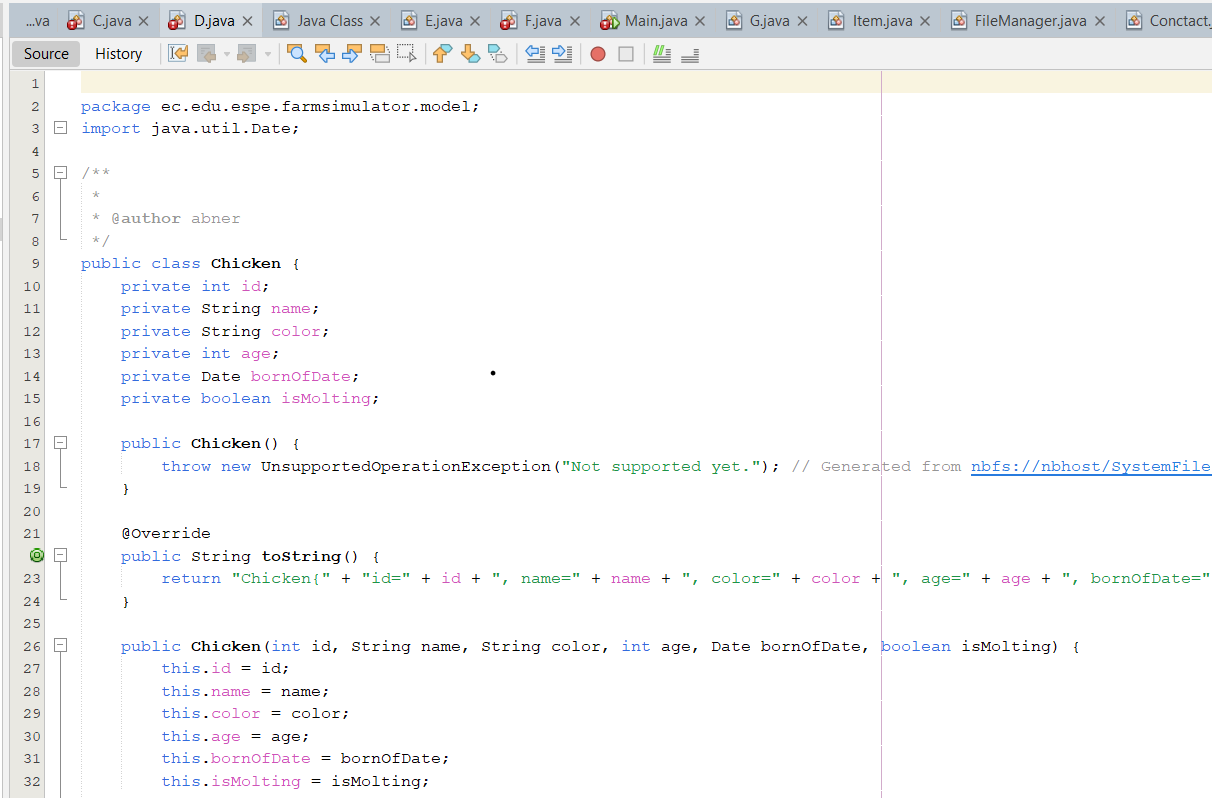 ...va C.java D.java Java Class E.java F.java Main.java G.java Item.java FileManager.java Conctact.
Source History
1
2 package ec.edu.espe.farmsimulator.model;
3 import java.util.Date;
4
5 /**
6 *
7 * @author abner
8 */
9 public class Chicken {
10 private int id;
11 private String name;
12 private String color;
13 private int age;
14 private Date bornOfDate;
15 private boolean isMolting;
16
17 public Chicken() {
18 throw new UnsupportedOperationException("Not supported yet."); // Generated from nbfs://nbhost/SystemFile
19 }
20
21 @Override
public String toString() {
23 return "Chicken{" + "id=" + id + ", name=" + name + ", color=" + color + ", age=" + age + ", bornOfDate="
24 }
25
26 public Chicken(int id, String name, String color, int age, Date bornOfDate, boolean isMolting) {
27 this.id = id;
28 this.name = name;
29 this.color = color;
30 this.age = age;
31 this.bornOfDate = bornOfDate;
32 this.isMolting = isMolting;